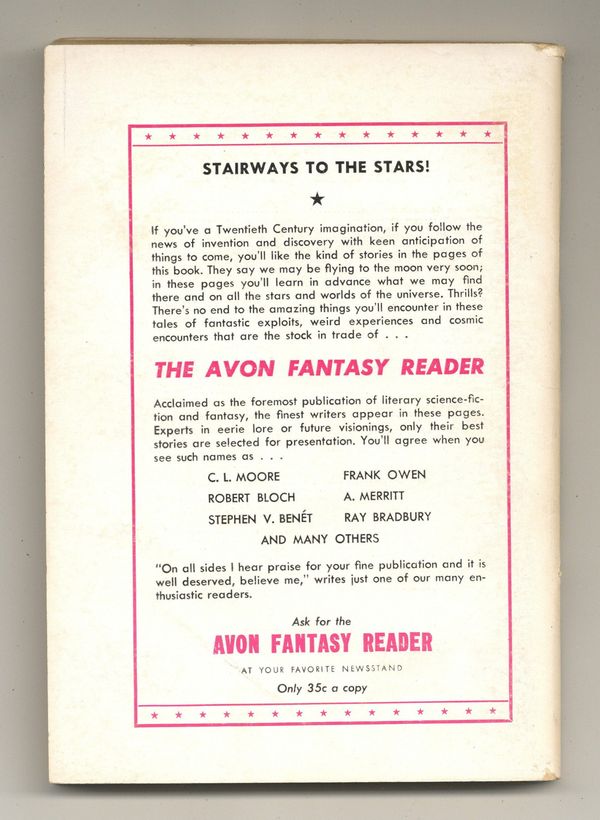 STAIRWAYS TO THE STARS!
If you've a Twentieth Century imagination, if you follow the
news of invention and discovery with keen anticipation of
things to come, you'll like the kind of stories in the pages of
this book. They say we may be flying to the moon very soon;
in these pages you'll learn in advance what we may find
there and on all the stars and worlds of the universe. Thrills?
There's no end to the amazing things you'll encounter in these
tales of fantastic exploits, weird experiences and cosmic
encounters that are the stock in trade of . . .
THE AVON FANTASY READER
Acclaimed as the foremost publication of literary science-fic-
tion and fantasy, the finest writers appear in these pages.
Experts in eerie lore or future visionings, only their best
stories are selected for presentation. You'll agree when you
see such names as . . .
C. L. MOORE FRANK OWEN
ROBERT BLOCH A. MERRITT
STEPHEN V. BENÉT RAY BRADBURY
AND MANY OTHERS
"On all sides I hear praise for your fine publication and it is
well deserved, believe me," writes just one of our many en-
thusiastic readers.
Ask for the
AVON FANTASY READER
AT YOUR FAVORITE NEWSSTAND
Only 35c a copy